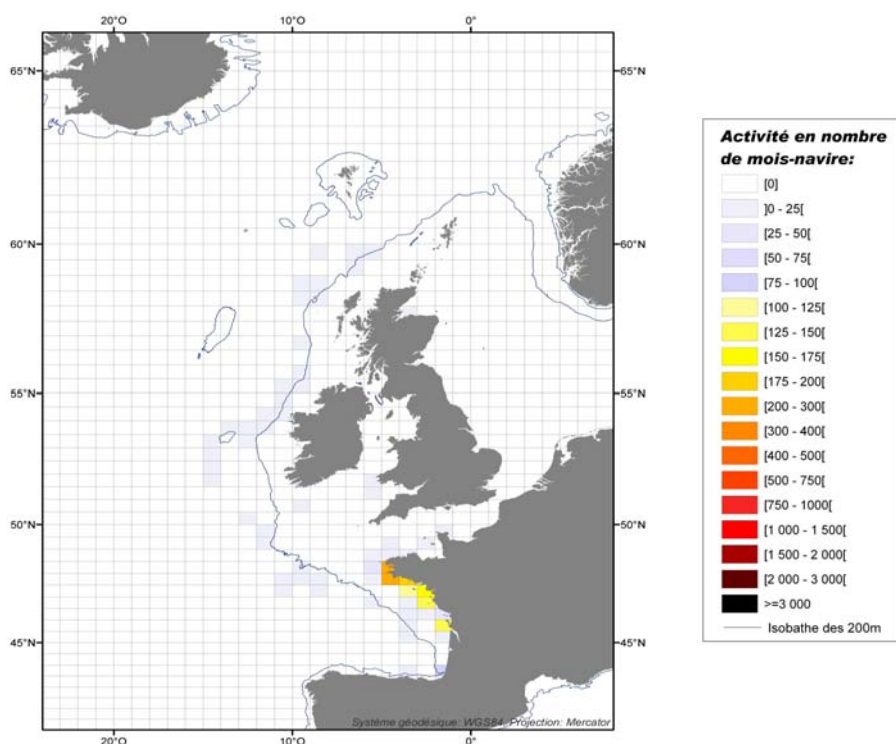 20°O 10°O 0°
65°N 65°N
60°N 60°N
55°N 55°N
50°N 50°N
45°N 45°N
Système géodésique: WGS84, Projection: Mercator
20°O 10°O 0°
Activité en nombre
de mois-navire:
[0]
]0 - 25[
[25 - 50[
[50 - 75[
[75 - 100[
[100 - 125[
[125 - 150[
[150 - 175[
[175 - 200[
[200 - 300[
[300 - 400[
[400 - 500[
[500 - 750[
[750 - 1000[
[1 000 - 1 500[
[1 500 - 2 000[
[2 000 - 3 000[
>=3 000
Isobathe des 200m